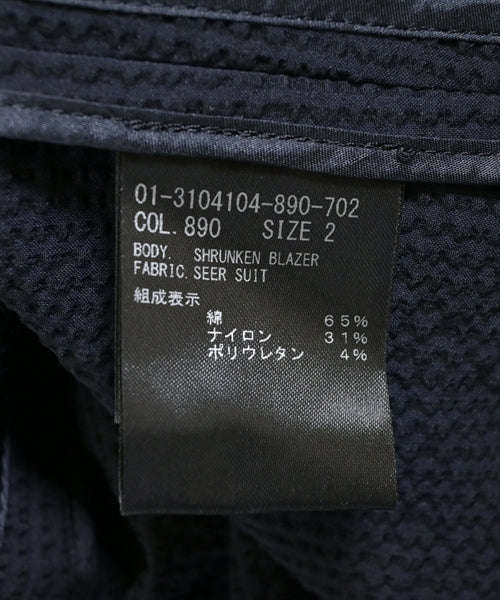 01-3104104-890-702
COL. 890 SIZE 2
BODY. SHRUNKEN BLAZER
FABRIC. SEER SUIT
組成表示
綿 65%
ナイロン 31%
ポリウレタン 4%